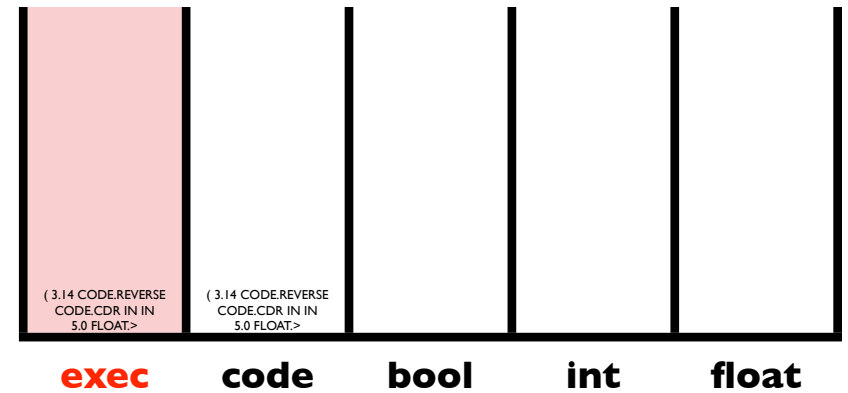 ( 3.14 CODE.REVERSE
CODE.CDR IN IN
5.0 FLOAT.>
( 3.14 CODE.REVERSE
CODE.CDR IN IN
5.0 FLOAT.>
exec code bool int float